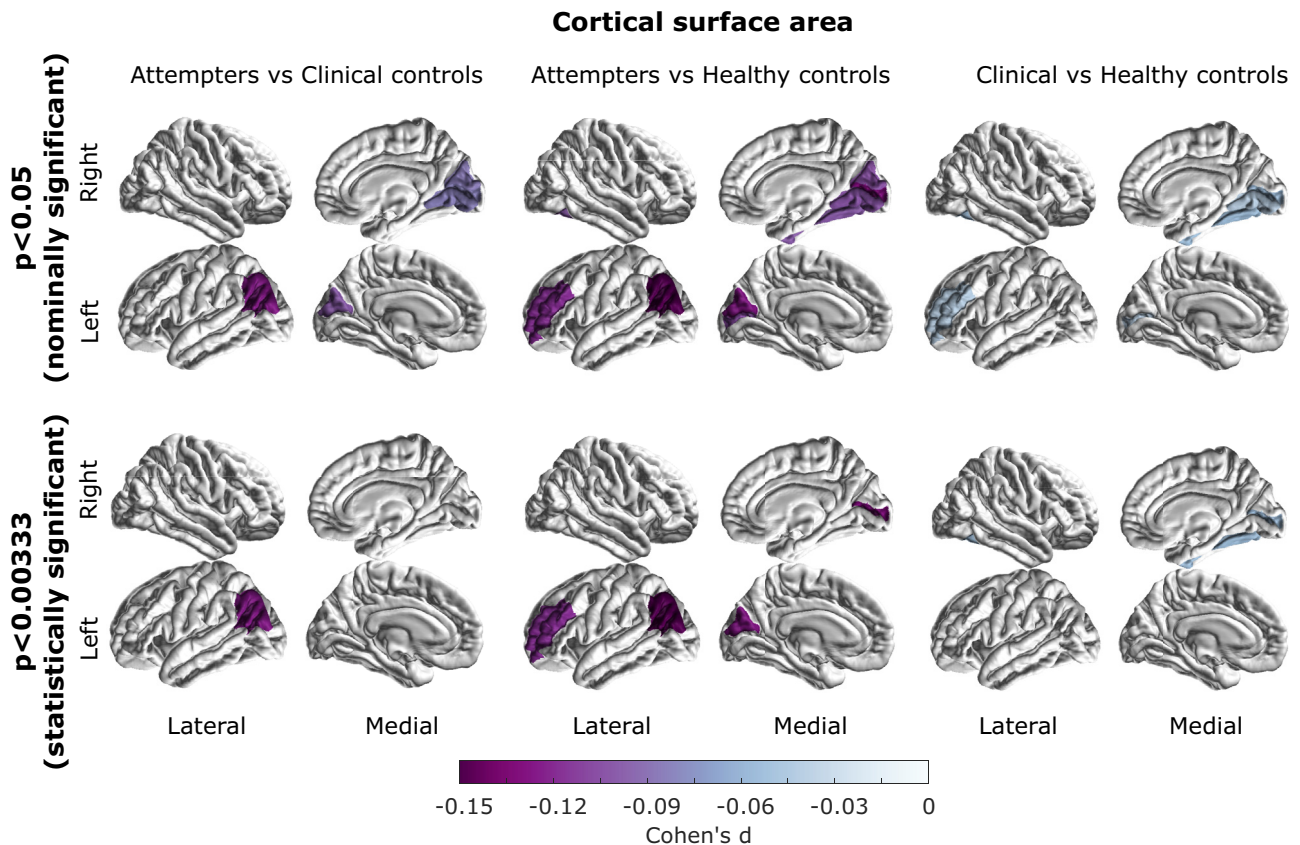 Cortical surface area
Attempters vs Clinical controls
Attempters vs Healthy controls
Clinical vs Healthy controls
p<0.05
(nominally significant)
Right
Left
p<0.00333
(statistically significant)
Right
Left
Lateral
Medial
Lateral
Medial
Lateral
Medial
-0.15
-0.12
-0.09
-0.06
-0.03
0
Cohen's d